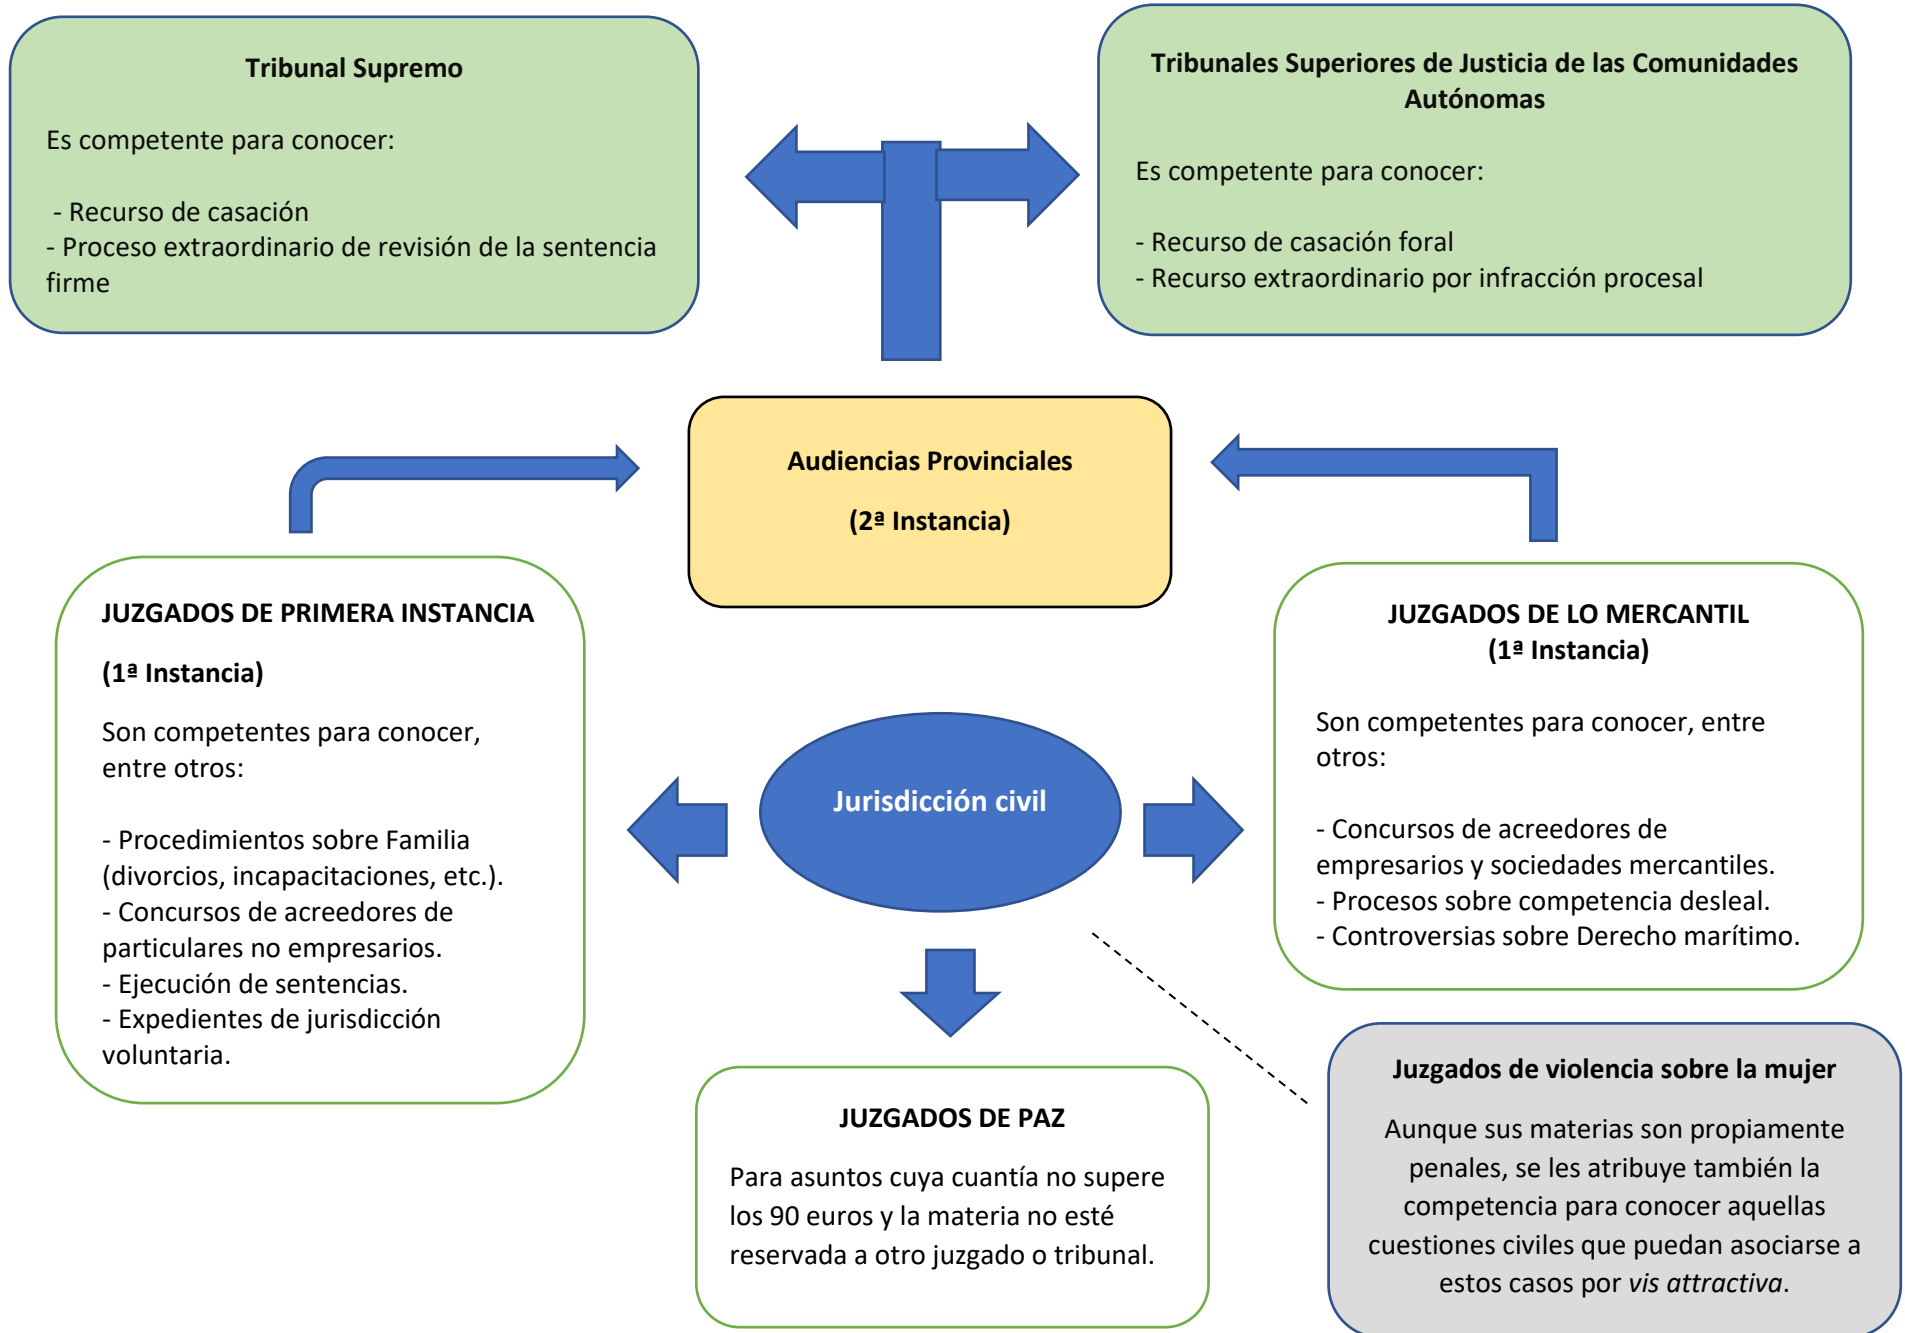 Tribunal Supremo
Es competente para conocer:
- Recurso de casación
- Proceso extraordinario de revisión de la sentencia
firme
Tribunales Superiores de Justicia de las Comunidades
Autónomas
Es competente para conocer:
- Recurso de casación foral
- Recurso extraordinario por infracción procesal
Audiencias Provinciales
(2ª Instancia)
JUZGADOS DE PRIMERA INSTANCIA
(1ª Instancia)
Son competentes para conocer,
entre otros:
- Procedimientos sobre Familia
(divorcios, incapacitaciones, etc.).
- Concursos de acreedores de
particulares no empresarios.
- Ejecución de sentencias.
- Expedientes de jurisdicción
voluntaria.
Jurisdicción civil
JUZGADOS DE LO MERCANTIL
(1ª Instancia)
Son competentes para conocer, entre
otros:
- Concursos de acreedores de
empresarios y sociedades mercantiles.
- Procesos sobre competencia desleal.
- Controversias sobre Derecho marítimo.
JUZGADOS DE PAZ
Para asuntos cuya cuantía no supere
los 90 euros y la materia no esté
reservada a otro juzgado o tribunal.
Juzgados de violencia sobre la mujer
Aunque sus materias son propiamente
penales, se les atribuye también la
competencia para conocer aquellas
cuestiones civiles que puedan asociarse a
estos casos por vis attractiva.